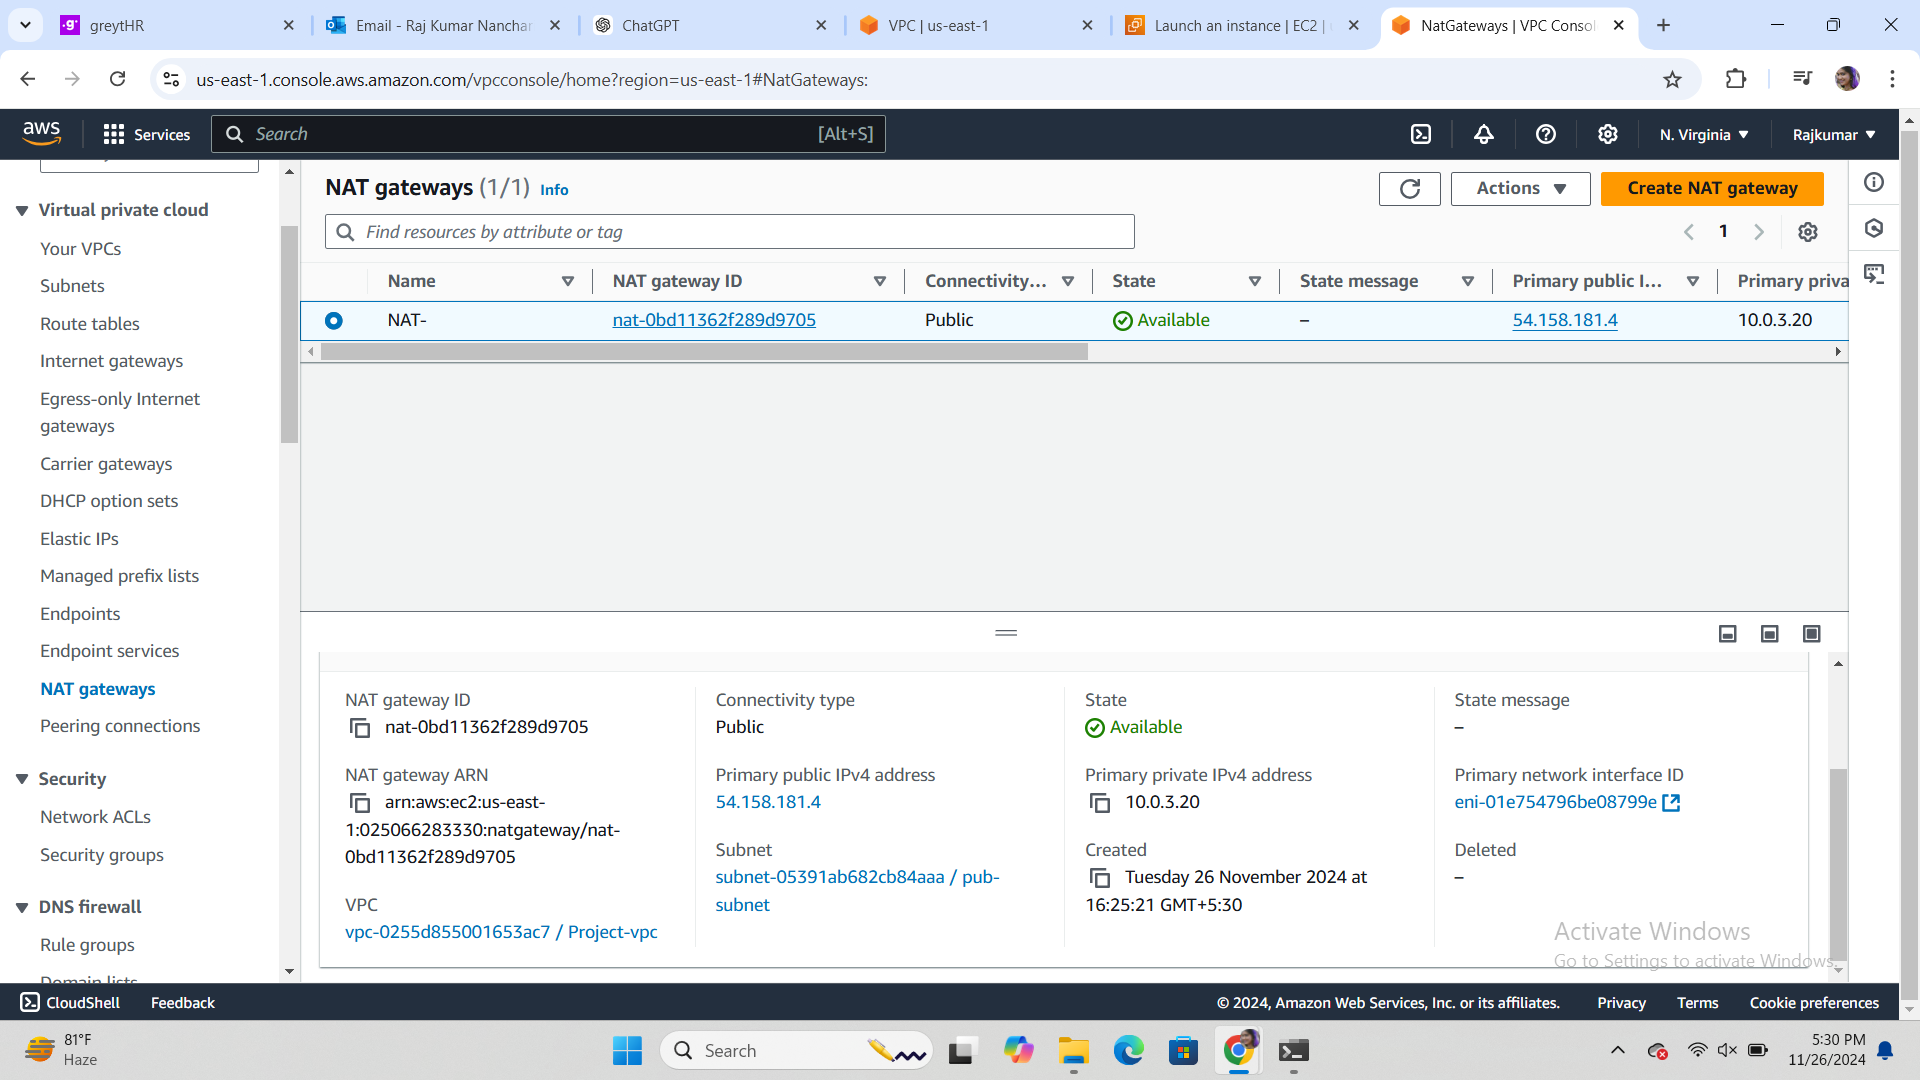 greytHR
Email - Raj Kumar Nanchar
ChatGPT
VPC | us-east-1
Launch an instance | EC2 |
NatGateways | VPC Consol
us-east-1.console.aws.amazon.com/vpcconsole/home?region=us-east-1#NatGateways:
aws
Services
Search
[Alt+S]
N. Virginia
Rajkumar
Virtual private cloud
Your VPCs
Subnets
Route tables
Internet gateways
Egress-only Internet
gateways
Carrier gateways
DHCP option sets
Elastic IPs
Managed prefix lists
Endpoints
Endpoint services
NAT gateways
Peering connections
Security
Network ACLs
Security groups
DNS firewall
Rule groups
Domain lists
NAT gateways (1/1) Info
Actions
Create NAT gateway
Find resources by attribute or tag
1
Name
NAT gateway ID
Connectivity...
State
State message
Primary public I...
Primary priva
NAT-
nat-0bd11362f289d9705
Public
Available
–
54.158.181.4
10.0.3.20
NAT gateway ID
nat-0bd11362f289d9705
Connectivity type
Public
State
Available
State message
–
NAT gateway ARN
arn:aws:ec2:us-east-
1:025066283330:natgateway/nat-
0bd11362f289d9705
Primary public IPv4 address
54.158.181.4
Primary private IPv4 address
10.0.3.20
Primary network interface ID
eni-01e754796be08799e
VPC
vpc-0255d855001653ac7 / Project-vpc
Subnet
subnet-05391ab682cb84aaa / pub-
subnet
Created
Tuesday 26 November 2024 at
16:25:21 GMT+5:30
Deleted
–
Activate Windows
Go to Settings to activate Windows.
CloudShell
Feedback
© 2024, Amazon Web Services, Inc. or its affiliates.
Privacy
Terms
Cookie preferences
81°F
Haze
Search
5:30 PM
11/26/2024